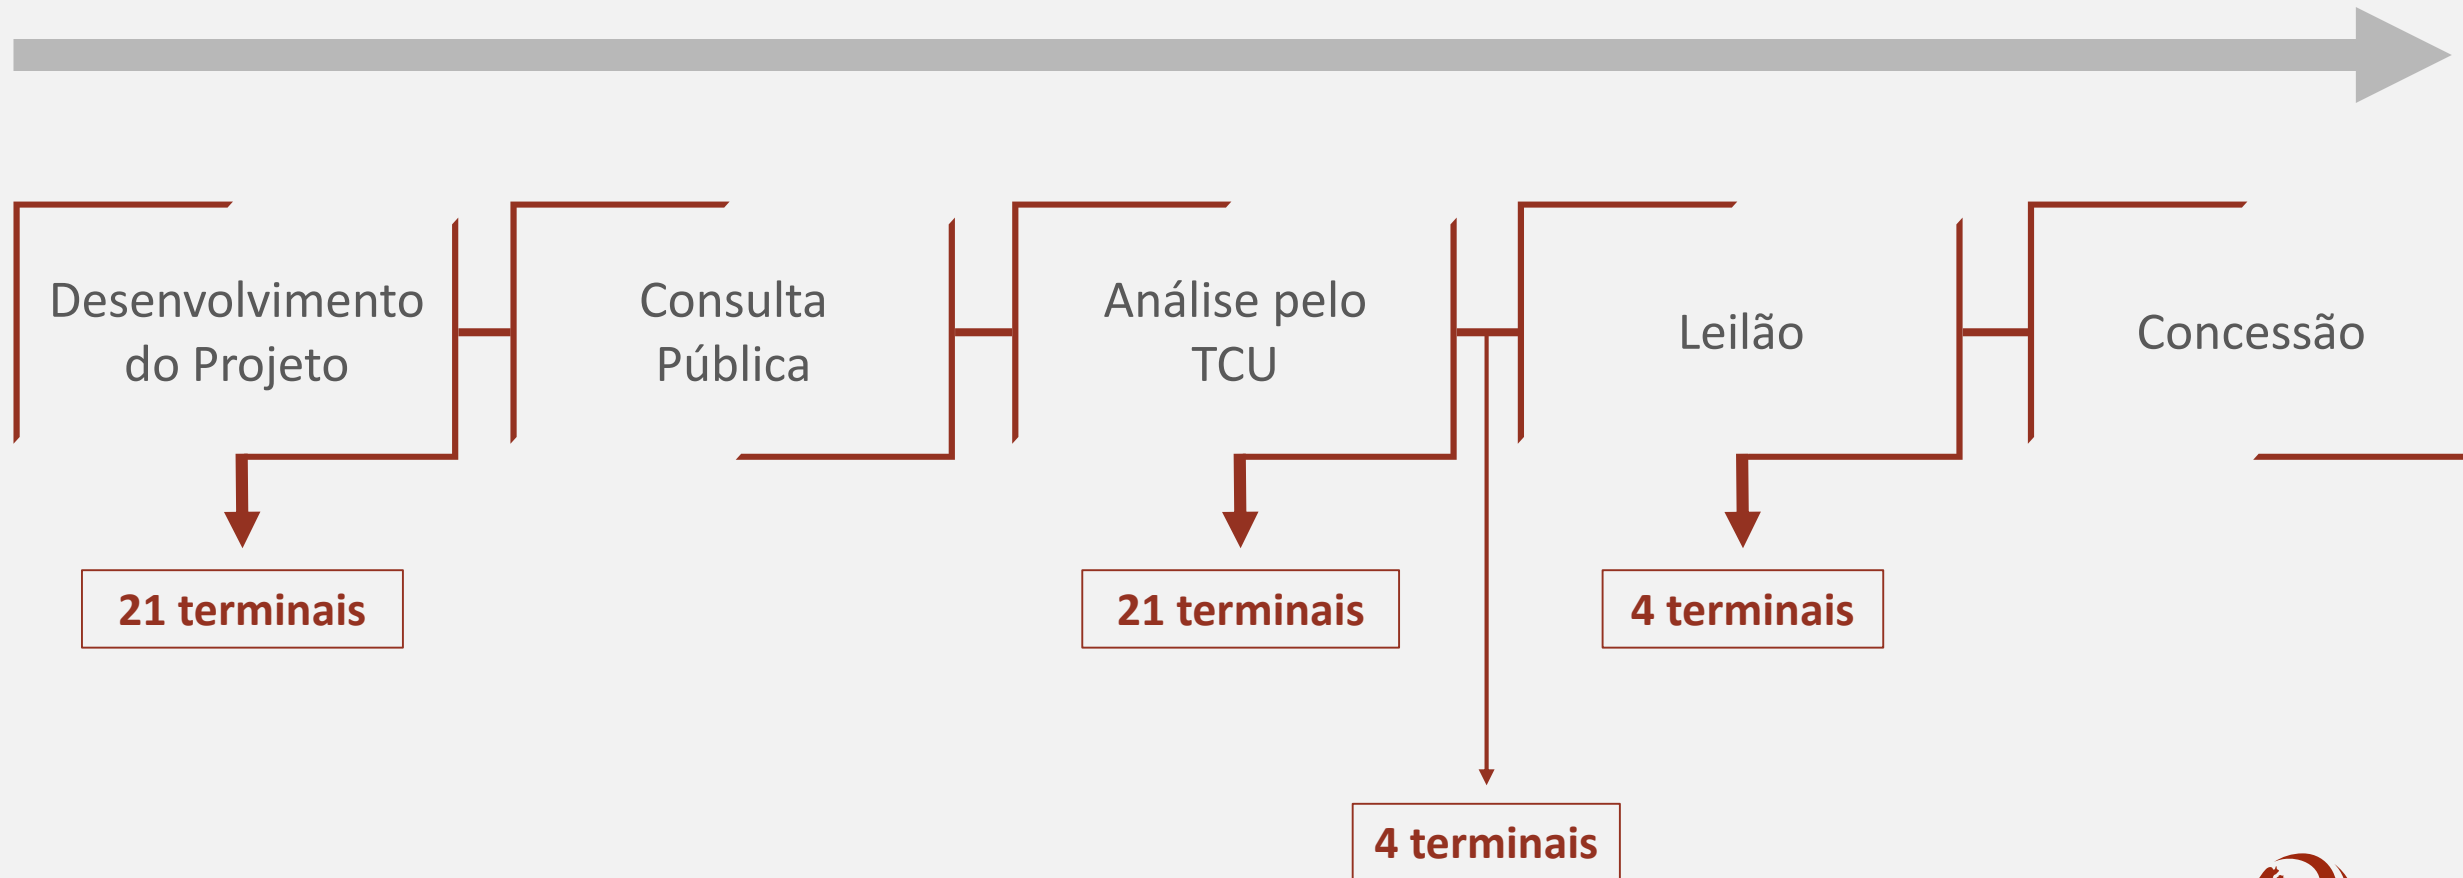 Desenvolvimento
do Projeto
Consulta
Pública
Análise pelo
TCU
Leilão
Concessão
21 terminais
21 terminais
4 terminais
4 terminais